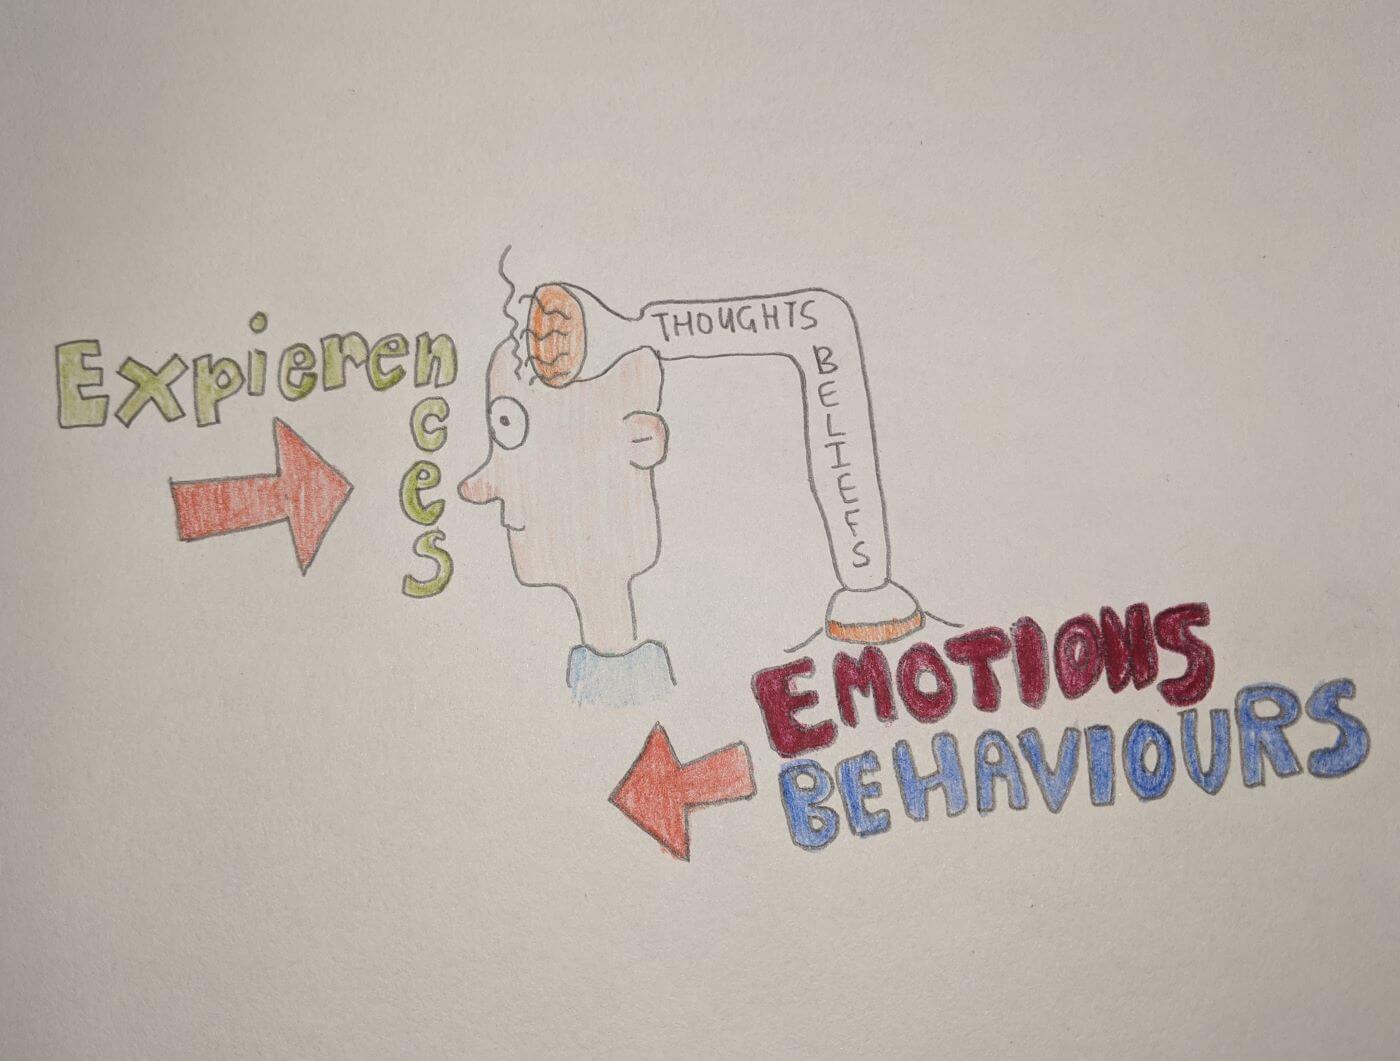 Expierences
THOUGHTS
BELIEFS
EMOTIONS
BEHAVIOURS